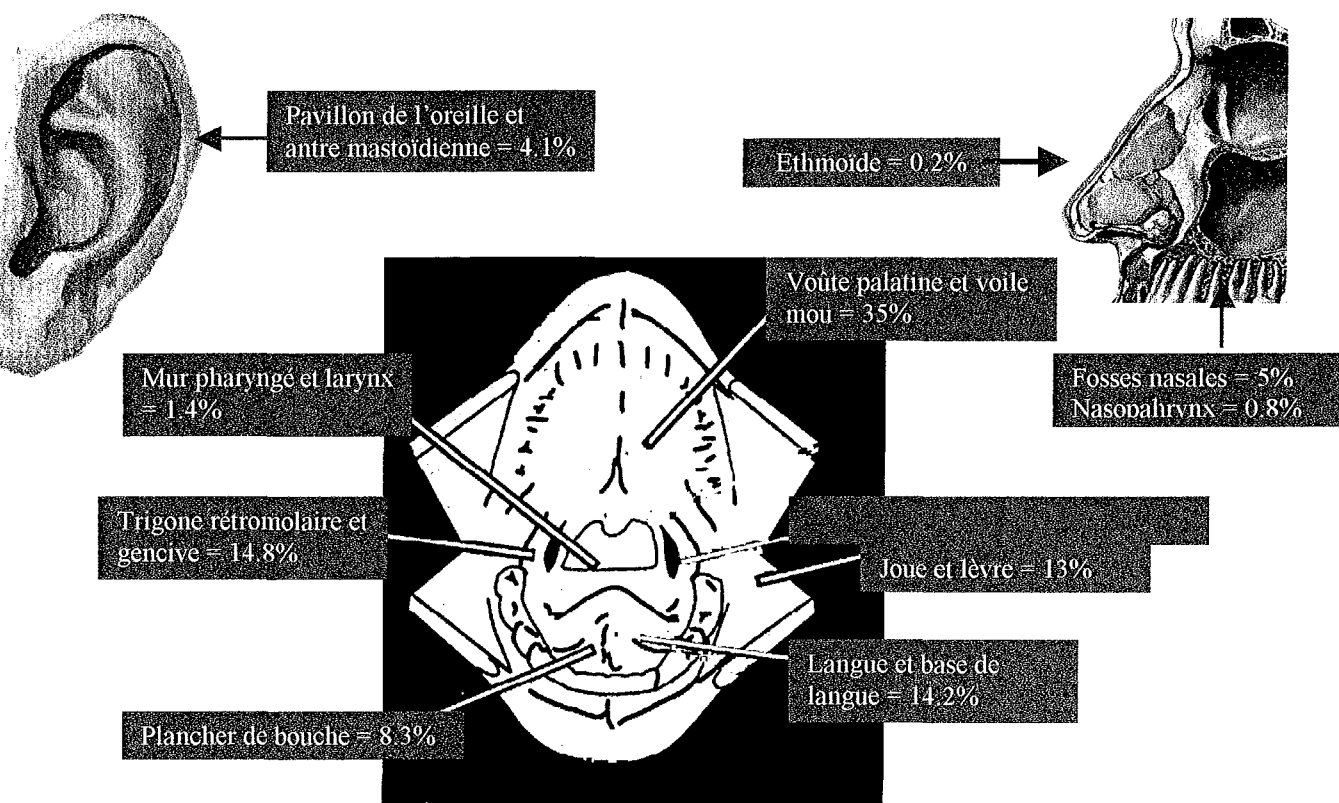 Pavillon de l'oreille et
antre mastoïdienne = 4.1%
Ethmoïde = 0.2%
Voûte palatine et voile
mou = 35%
Mur pharyngé et larynx
= 1.4%
Fosses nasales = 5%
Nasopahrynx = 0.8%
Trigone rétromolaire et
gencive = 14.8%
Joue et lèvre = 13%
Langue et base de
langue = 14.2%
Plancher de bouche = 8.3%